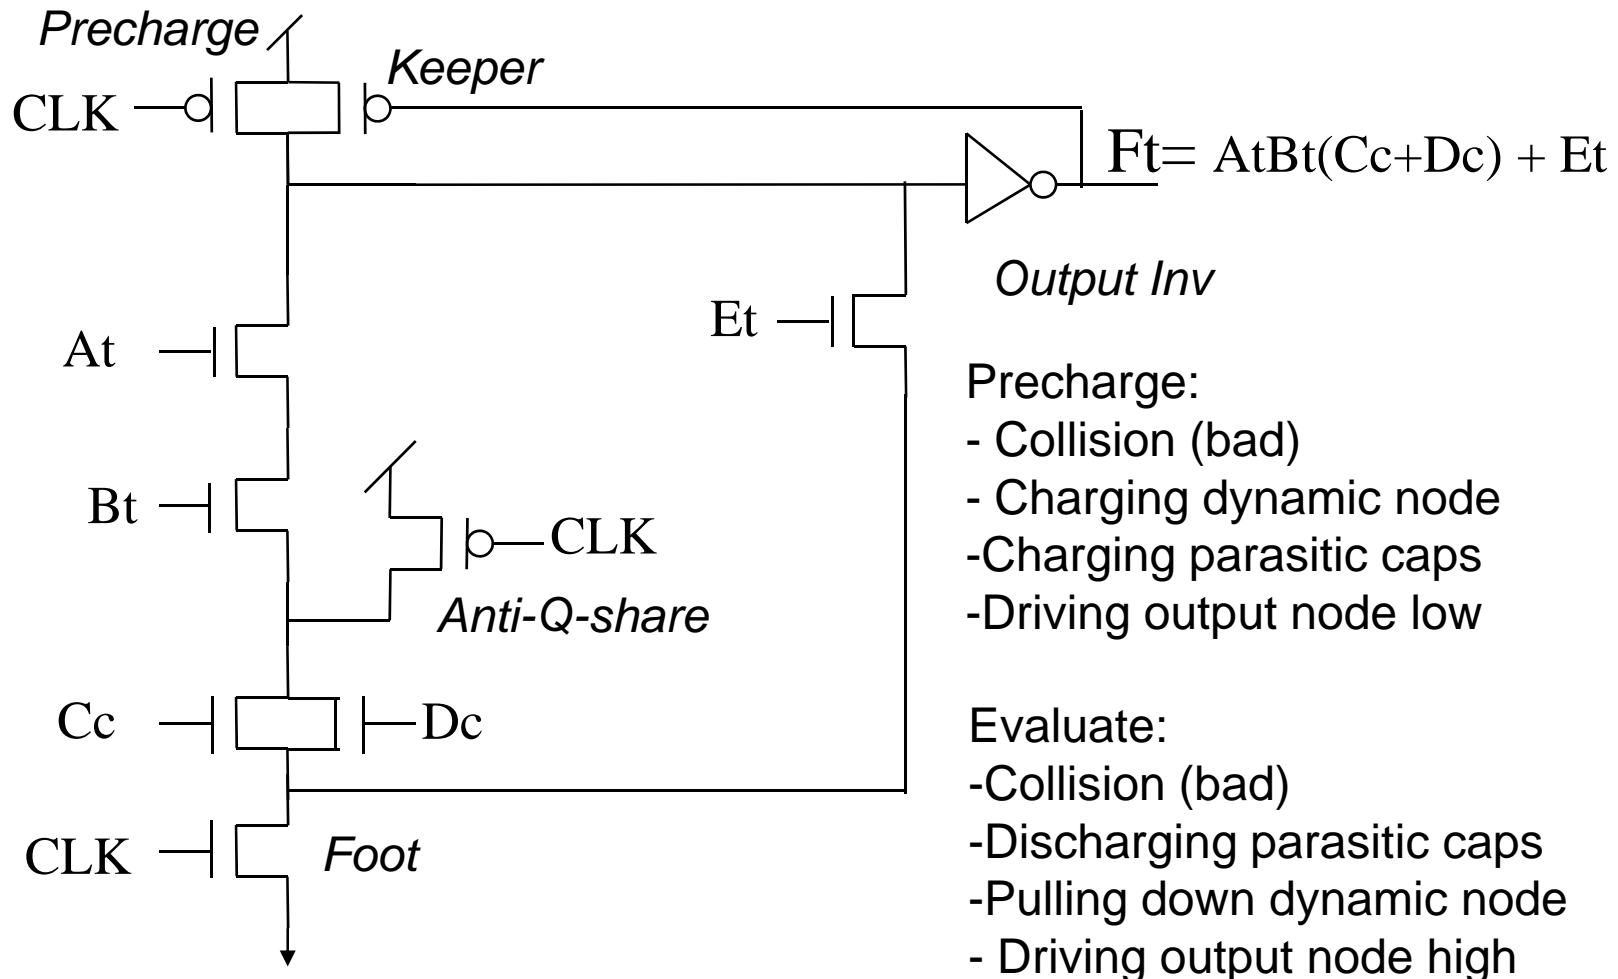 Precharge
Keeper
CLK
Ft= AtBt(Cc+Dc) + Et
Output Inv
Et
At
Bt
CLK
Anti-Q-share
Cc
Dc
CLK
Foot
Precharge:
- Collision (bad)
- Charging dynamic node
-Charging parasitic caps
-Driving output node low
Evaluate:
-Collision (bad)
-Discharging parasitic caps
-Pulling down dynamic node
- Driving output node high